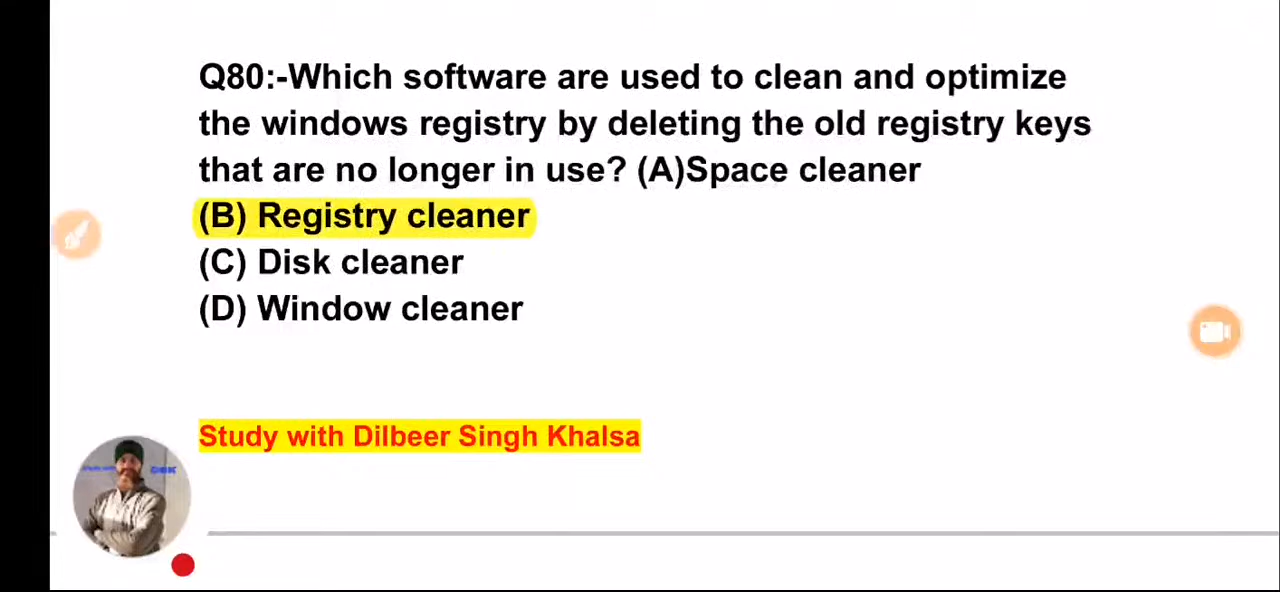 Q80:-Which software are used to clean and optimize
the windows registry by deleting the old registry keys
that are no longer in use? (A)Space cleaner
(B) Registry cleaner
(C) Disk cleaner
(D) Window cleaner
Study with Dilbeer Singh Khalsa